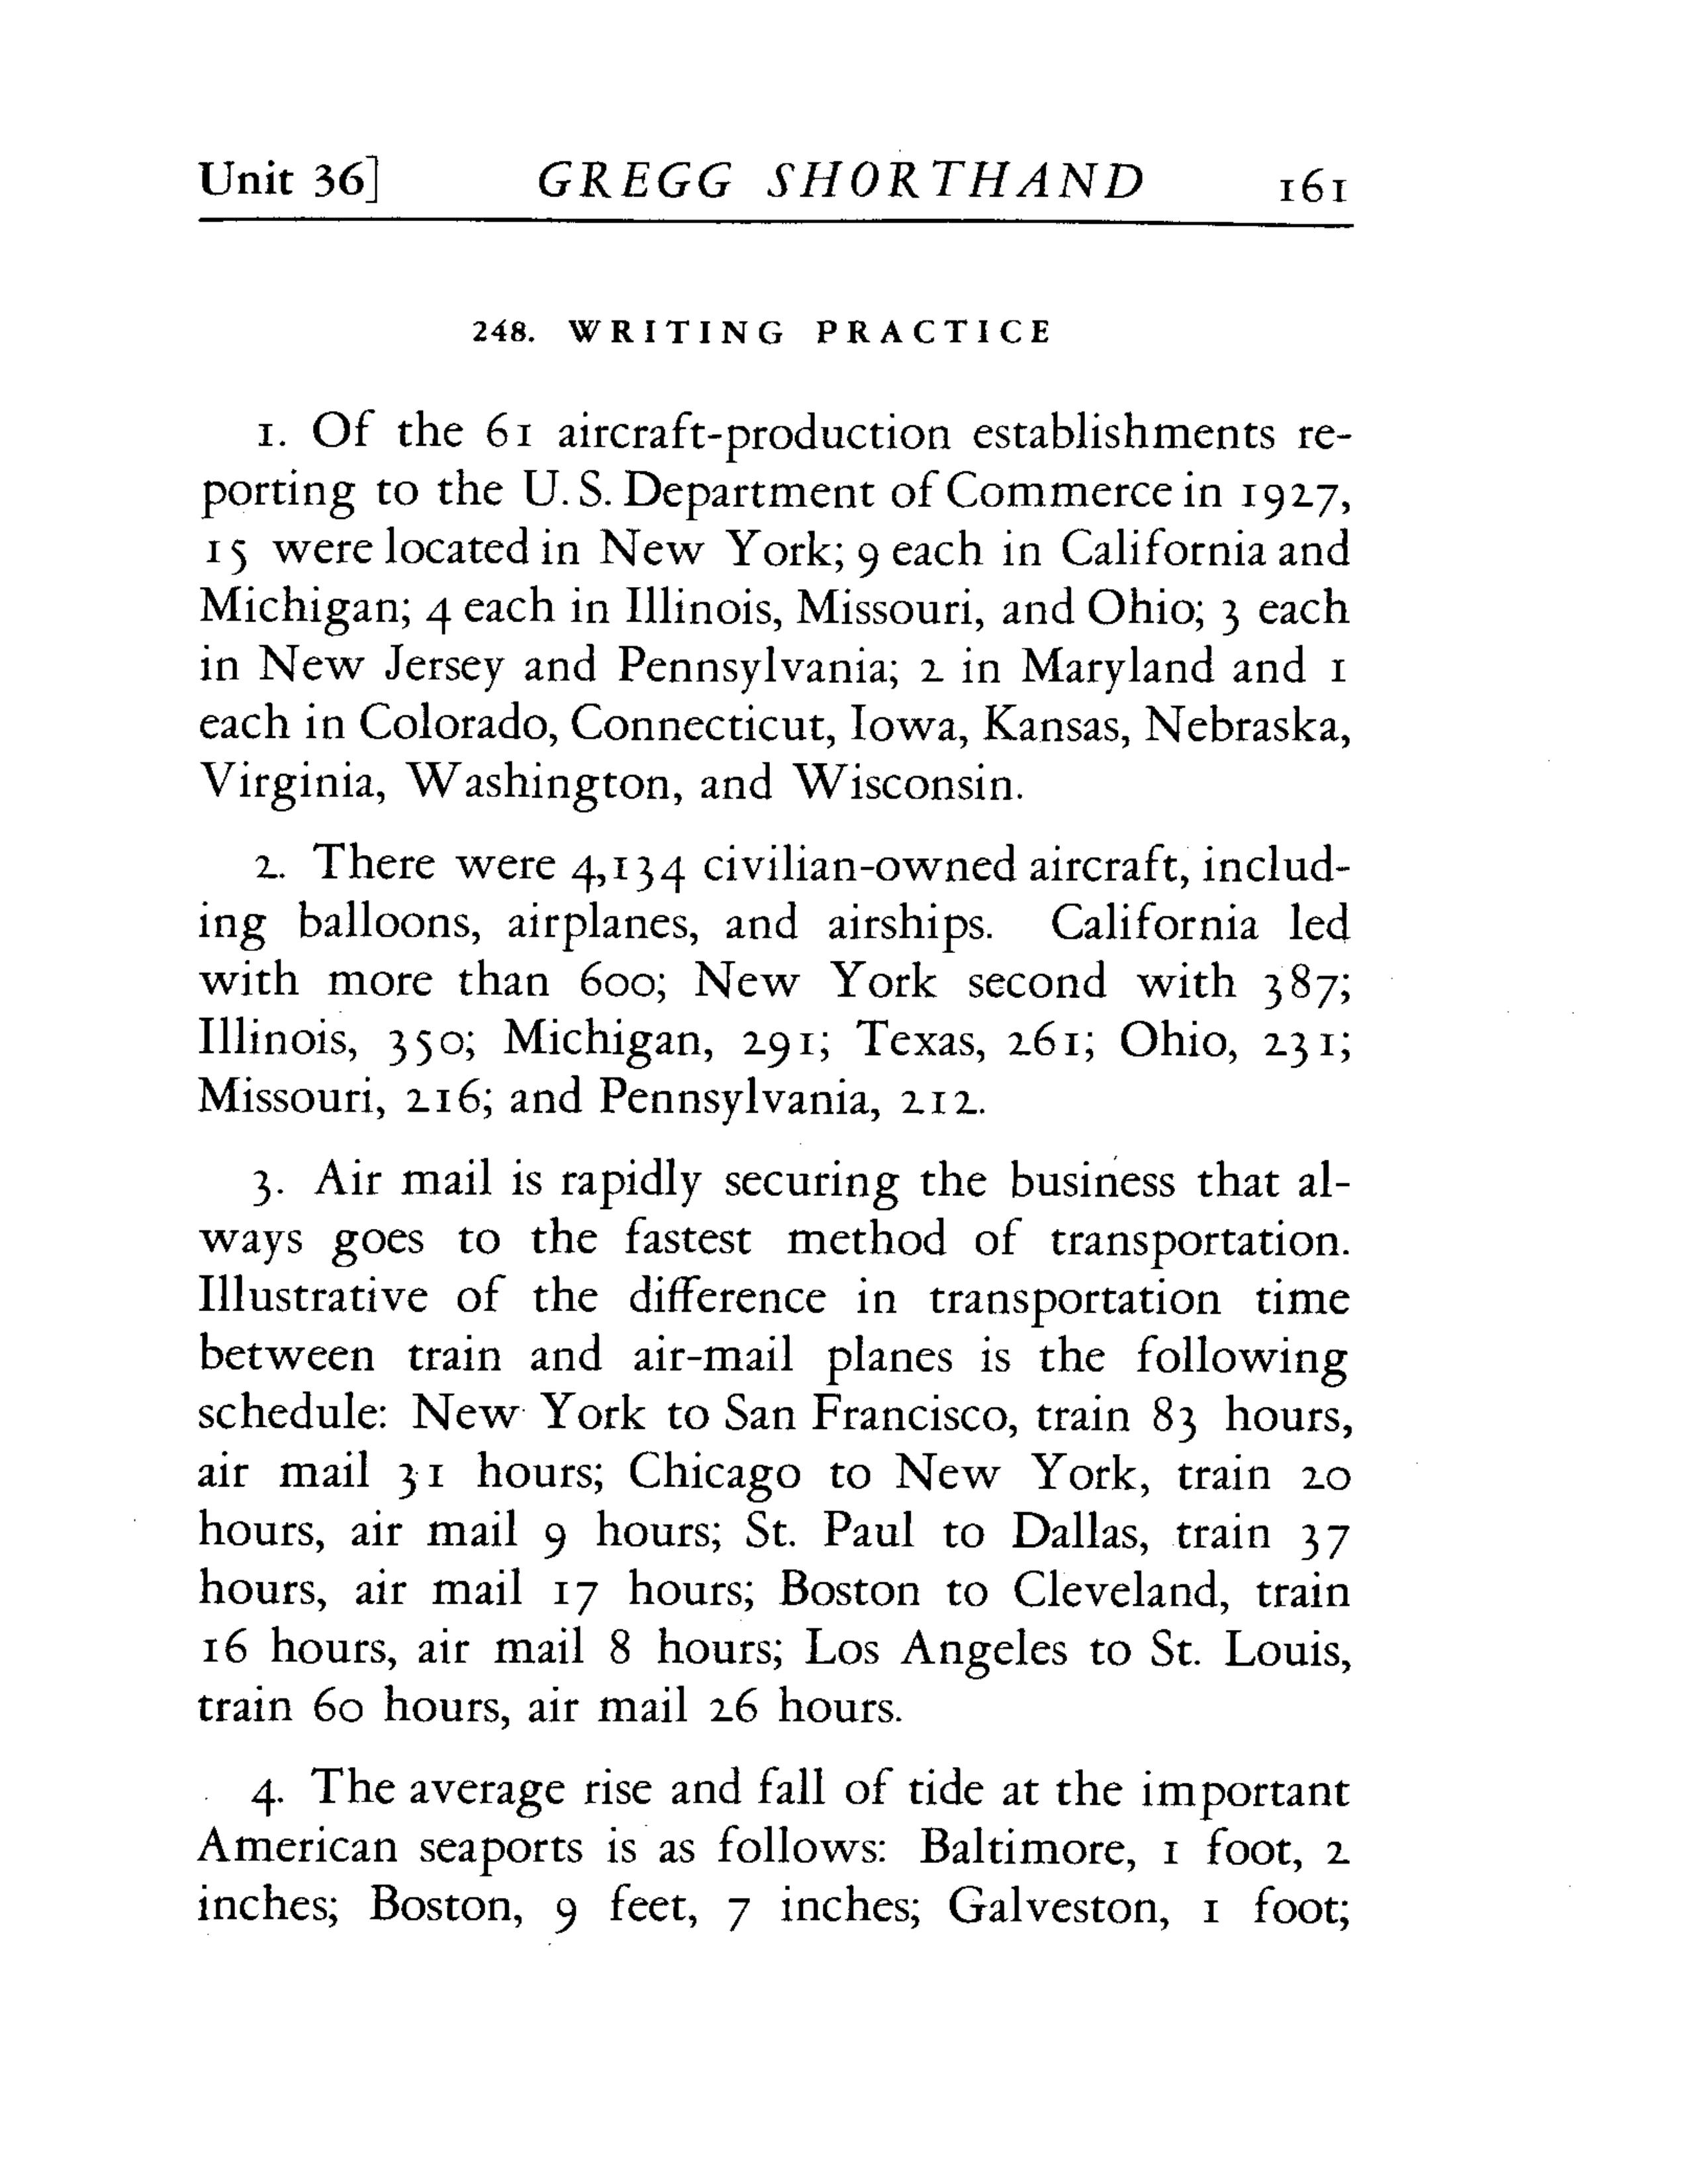 Unit 36] GREGG SHORTHAND 161
248. WRITING PRACTICE
1. Of the 61 aircraft-production establishments re-
porting to the U. S. Department of Commerce in 1927,
15 were located in New York; 9 each in California and
Michigan; 4 each in Illinois, Missouri, and Ohio; 3 each
in New Jersey and Pennsylvania; 2 in Maryland and 1
each in Colorado, Connecticut, Iowa, Kansas, Nebraska,
Virginia, Washington, and Wisconsin.
2. There were 4,134 civilian-owned aircraft, includ-
ing balloons, airplanes, and airships. California led
with more than 600; New York second with 387;
Illinois, 350; Michigan, 291; Texas, 261; Ohio, 231;
Missouri, 216; and Pennsylvania, 212.
3. Air mail is rapidly securing the business that al-
ways goes to the fastest method of transportation.
Illustrative of the difference in transportation time
between train and air-mail planes is the following
schedule: New York to San Francisco, train 83 hours,
air mail 31 hours; Chicago to New York, train 20
hours, air mail 9 hours; St. Paul to Dallas, train 37
hours, air mail 17 hours; Boston to Cleveland, train
16 hours, air mail 8 hours; Los Angeles to St. Louis,
train 60 hours, air mail 26 hours.
4. The average rise and fall of tide at the important
American seaports is as follows: Baltimore, 1 foot, 2
inches; Boston, 9 feet, 7 inches; Galveston, 1 foot;